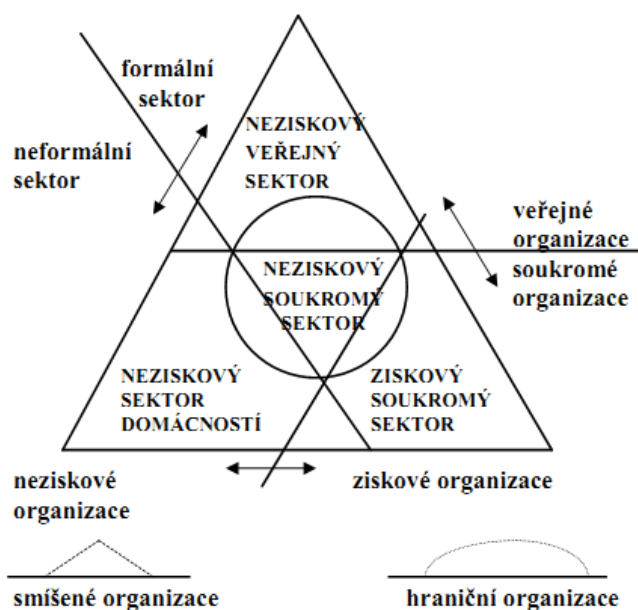 formální
sektor
neformální
sektor
NEZISKOVÝ
VEŘEJNÝ
SEKTOR
veřejné
organizace
soukromé
organizace
NEZISKOVÝ
SOUKROMÝ
SEKTOR
NEZISKOVÝ
SEKTOR
DOMÁCNOSTÍ
ZISKOVÝ
SOUKROMÝ
SEKTOR
neziskové
organizace
ziskové organizace
smíšené organizace
hraniční organizace